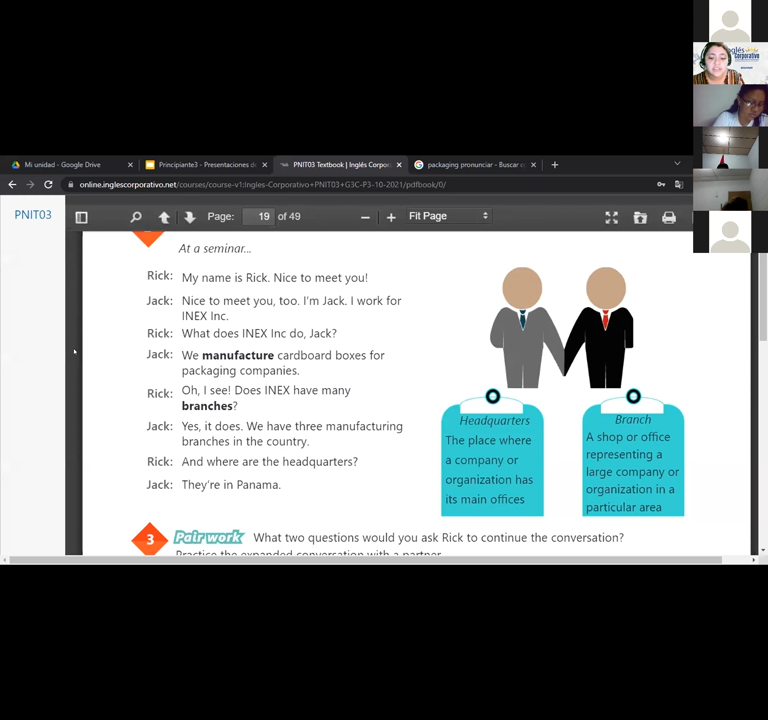 Mi unidad - Google Drive
Principiante3 - Presentaciones de
PNIT03 Textbook | Inglés Corpor
packaging pronunciar - Buscar c
online.inglescorporativo.net/courses/course-v1:Ingles-Corporativo+PNIT03+G3C-P3-10-2021/pdfbook/0/
PNIT03
Page: 19 of 49
Fit Page
At a seminar...
Rick: My name is Rick. Nice to meet you!
Jack: Nice to meet you, too. I'm Jack. I work for
INEX Inc.
Rick: What does INEX Inc do, Jack?
Jack: We manufacture cardboard boxes for
packaging companies.
Rick: Oh, I see! Does INEX have many
branches?
Jack: Yes, it does. We have three manufacturing
branches in the country.
Rick: And where are the headquarters?
Jack: They're in Panama.
Headquarters
The place where
a company or
organization has
its main offices
Branch
A shop or office
representing a
large company or
organization in a
particular area
3 Pair work What two questions would you ask Rick to continue the conversation?
Practice the expanded conversation with a partner.